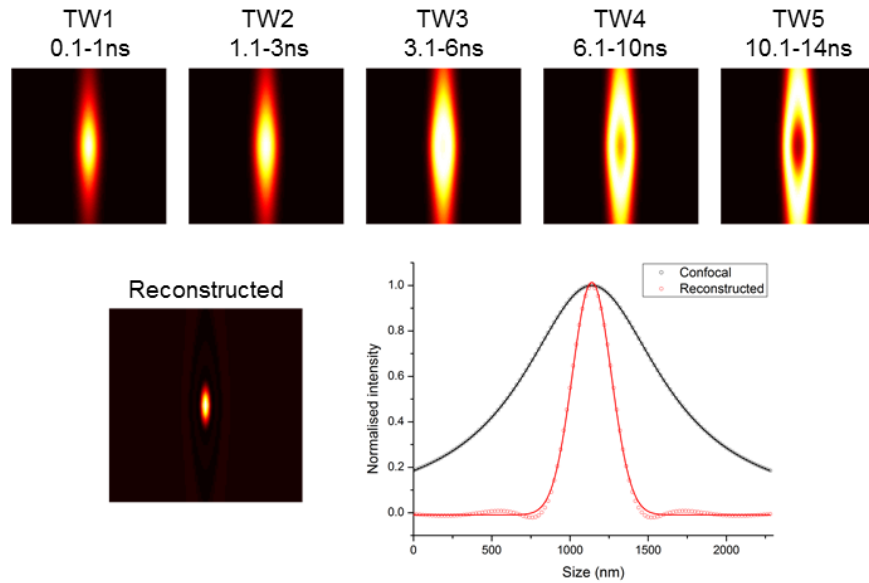 TW1 TW2 TW3 TW4 TW5
0.1-1ns 1.1-3ns 3.1-6ns 6.1-10ns 10.1-14ns
Reconstructed
Confocal
Reconstructed
Normalised intensity
1.0
0.8
0.6
0.4
0.2
0.0
0 500 1000 1500 2000
Size (nm)